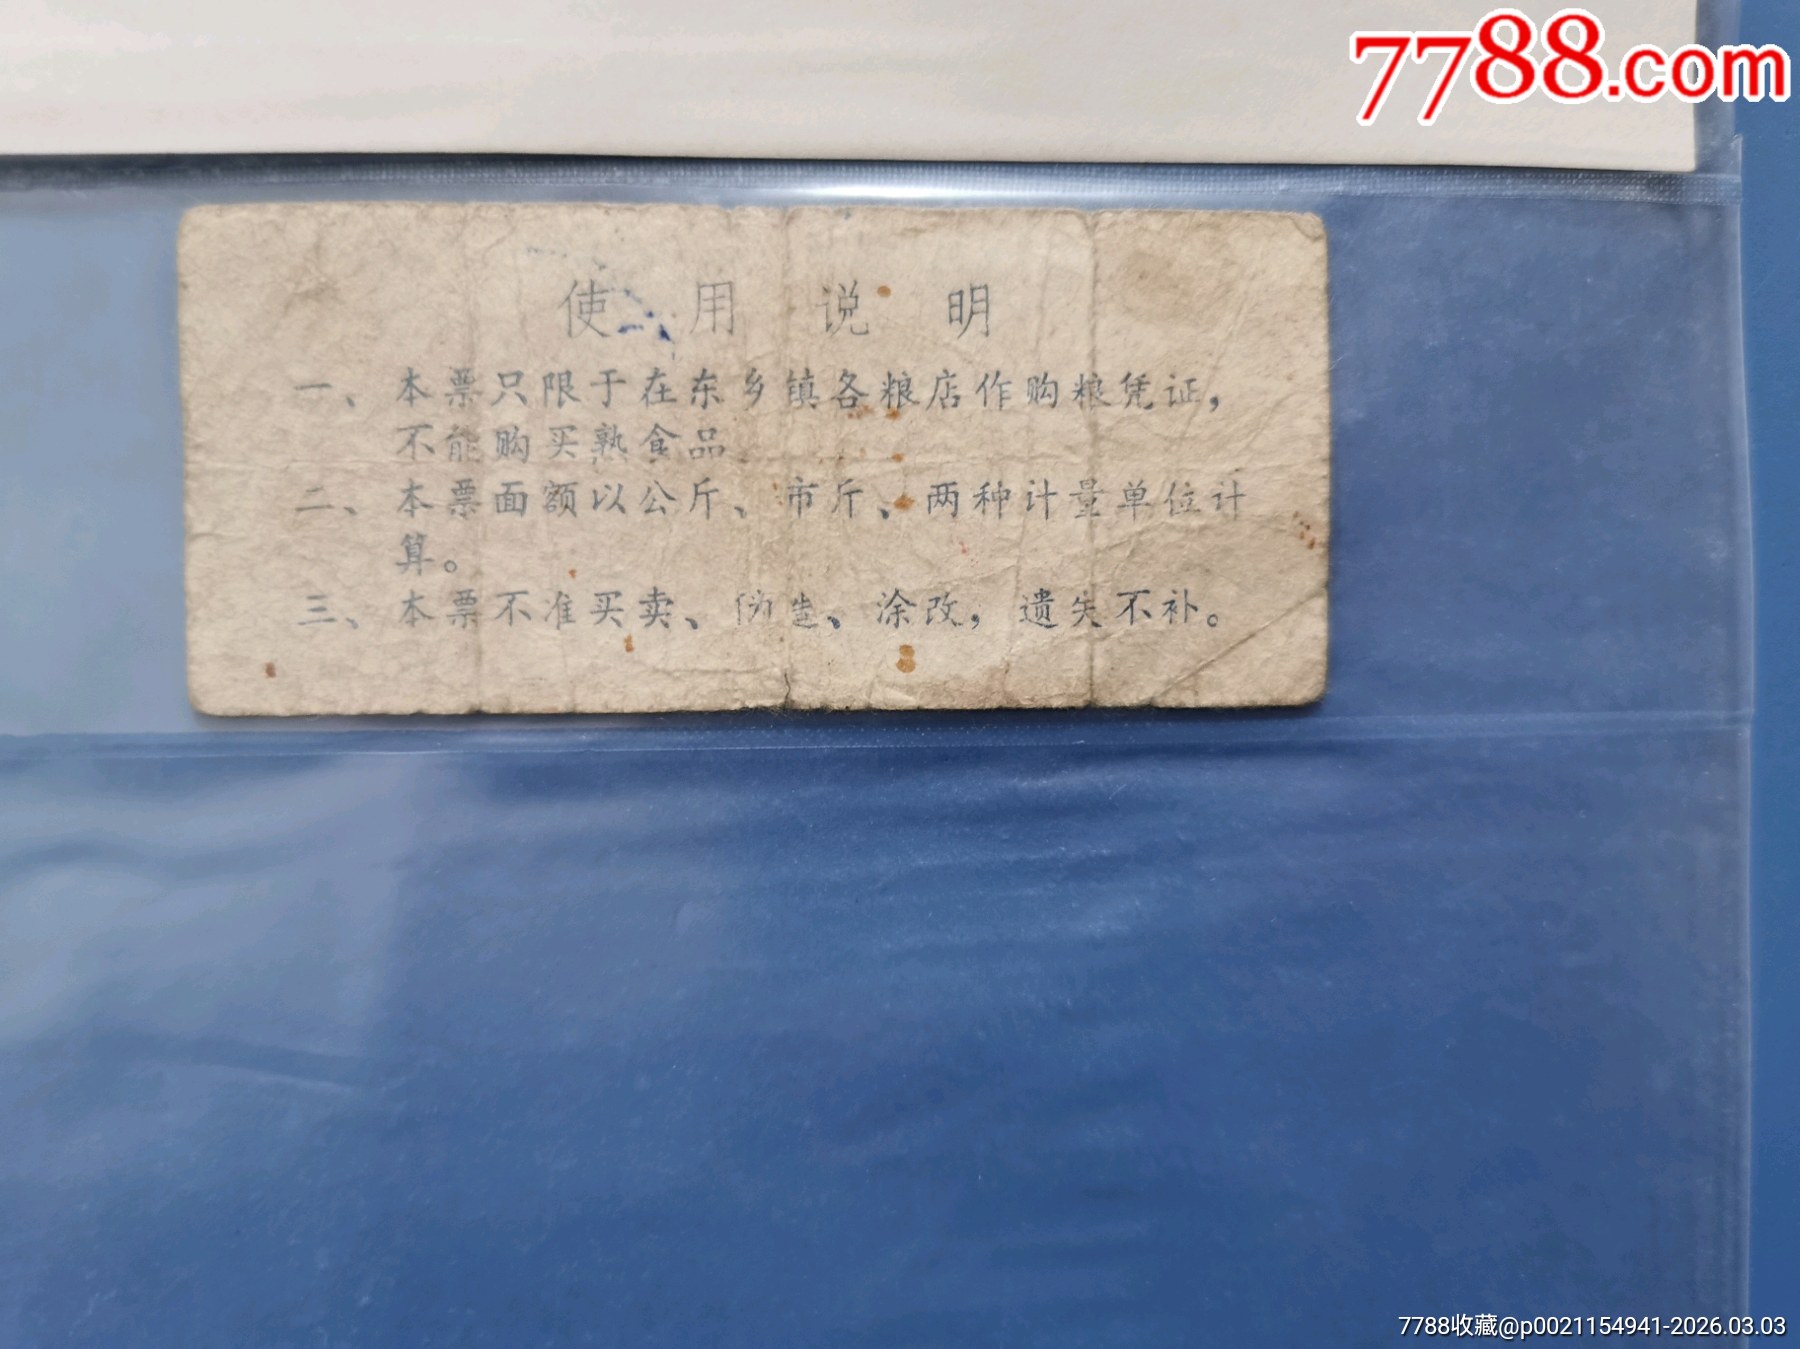 7788.com
使用说明
一、本票只限于在东乡镇各粮店作购粮凭证，
不能购买熟食品
二、本票面额以公斤、市斤、两种计量单位计
算。
三、本票不准买卖、伪造、涂改，遗失不补。
7788收藏@p0021154941-2026.03.03